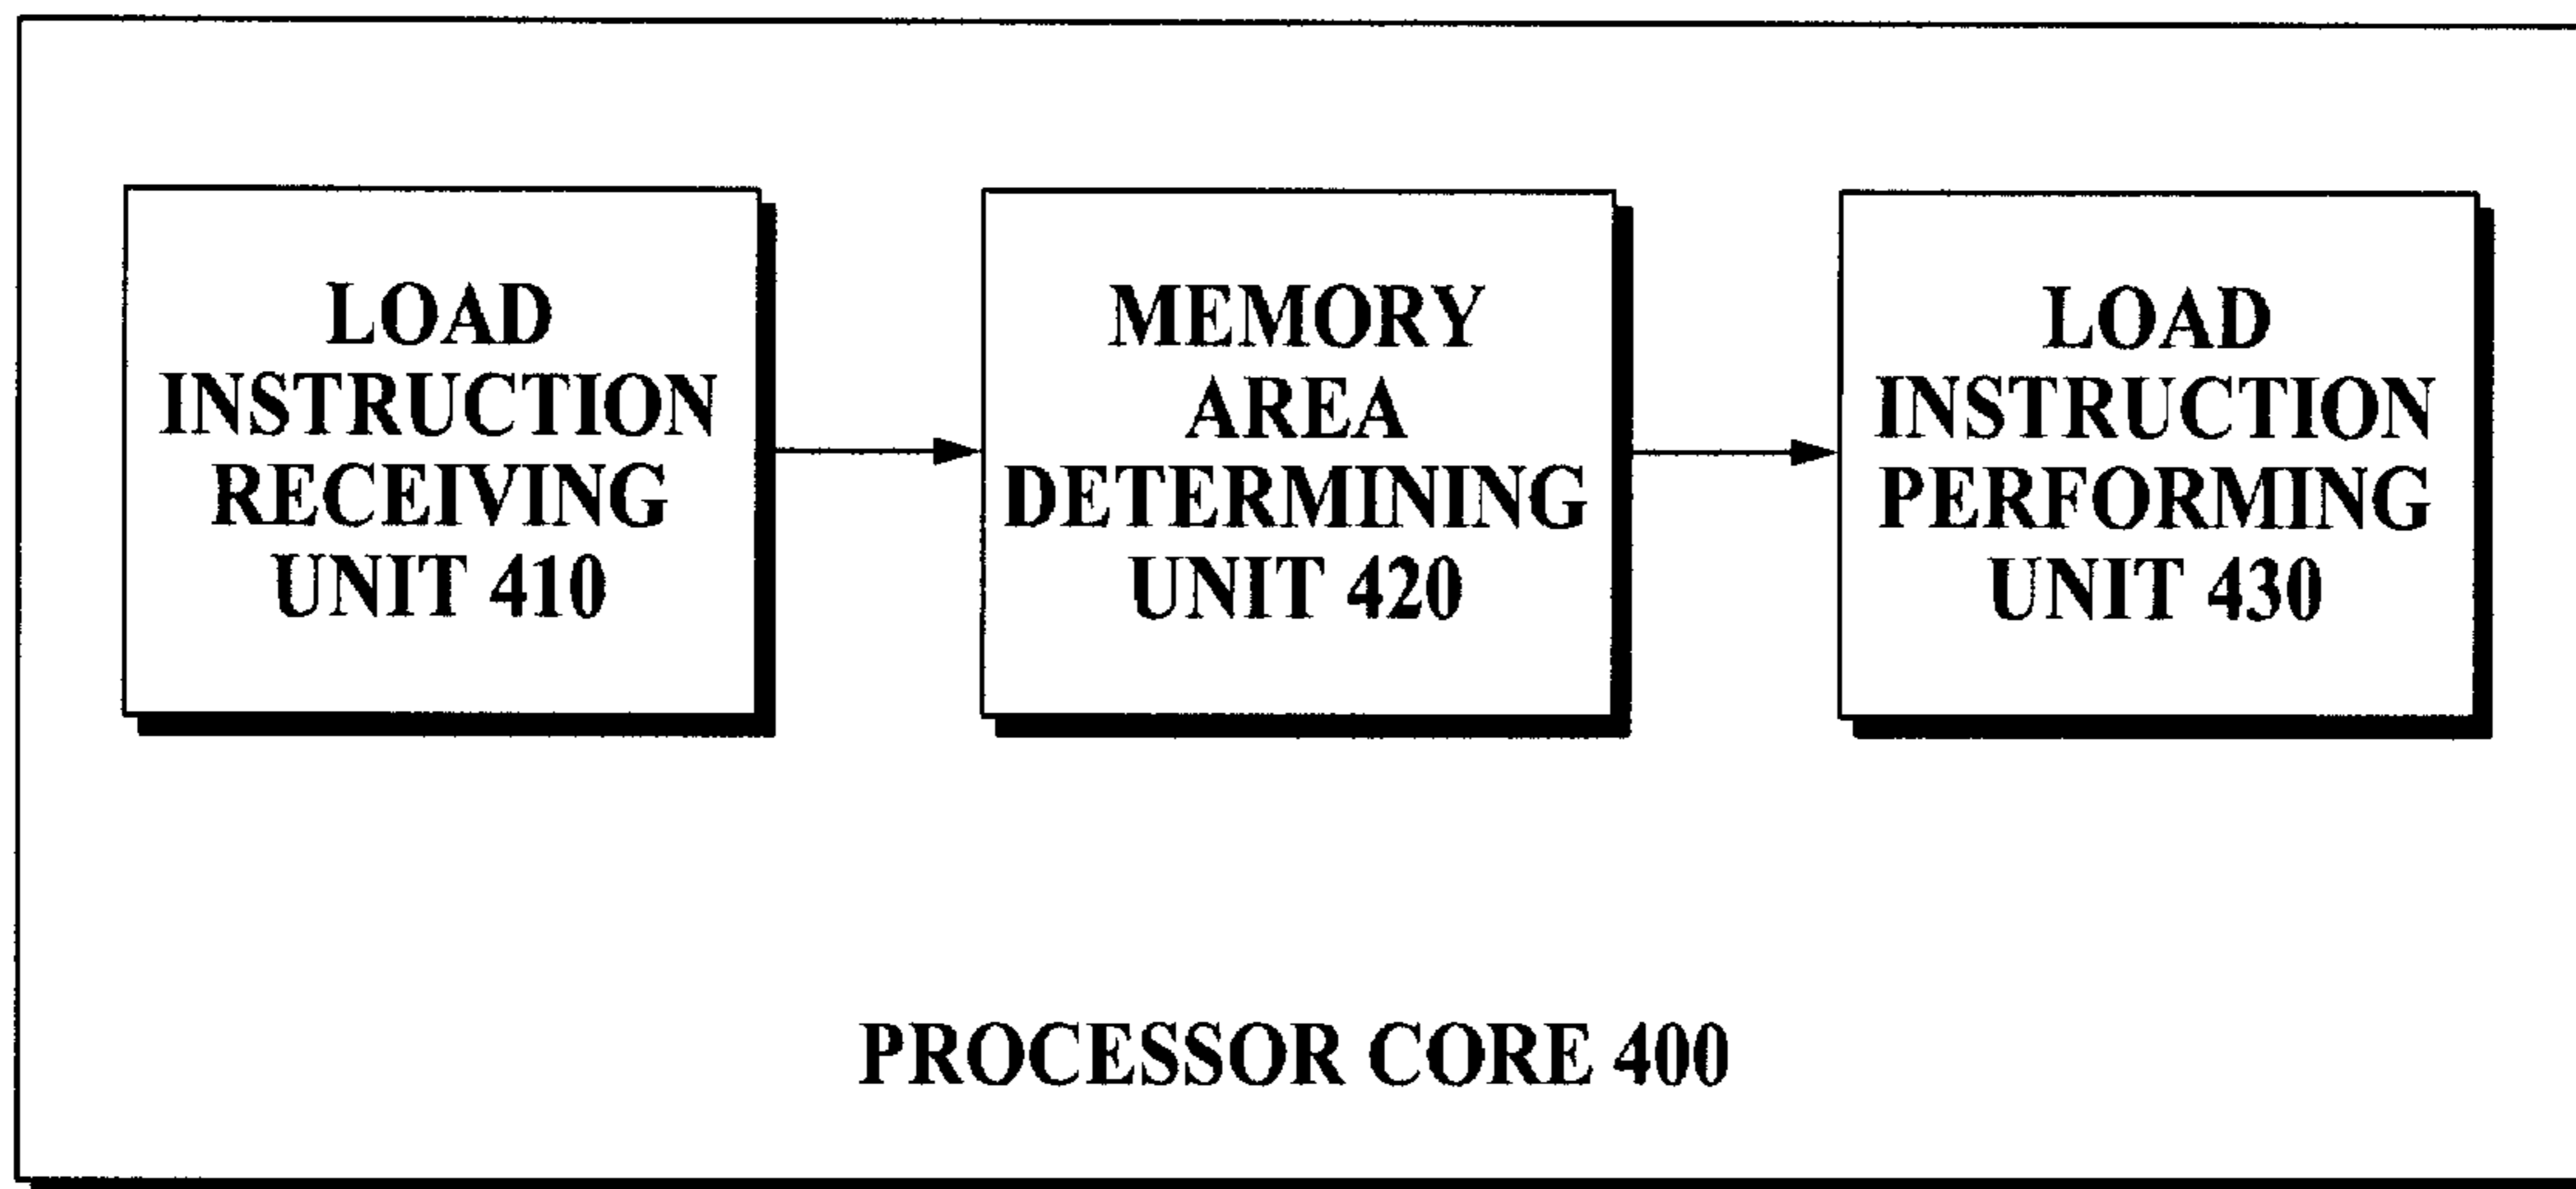 LOAD
INSTRUCTION
RECEIVING
UNIT 410
MEMORY
AREA
DETERMINING
UNIT 420
LOAD
INSTRUCTION
PERFORMING
UNIT 430
PROCESSOR CORE 400